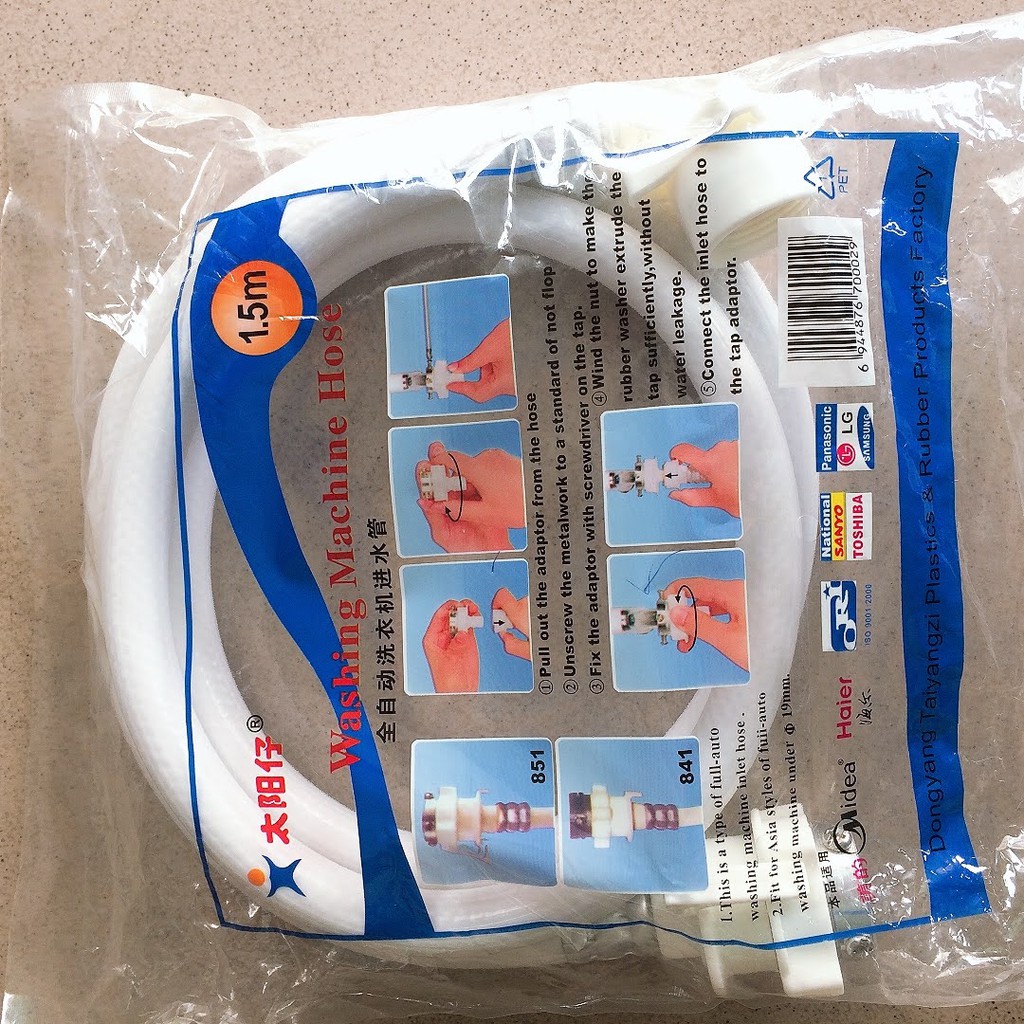 太阳仔®
1.5m
Washing Machine Hose
全自动洗衣机进水管
851
841
①Pull out the adaptor from the hose
②Unscrew the metalwork to a standard of not flop
③Fix the adaptor with screwdriver on the tap.
④Wind the nut to make the
rubber washer extrude the
tap sufficiently,without
water leakage.
⑤Connect the inlet hose to
the tap adaptor.
1.This is a type of full-auto
washing machine inlet hose.
2.Fit for Asia styles of fuii-auto
washing machine under Φ 19mm.
本品适用
美的 Midea®
Haier
海尔
ISO 9001:2000
National
SANYO
TOSHIBA
Panasonic
LG
SAMSUNG
6 944876 700029
1
PET
Dongyang Taiyangzi Plastics & Rubber Products Factory